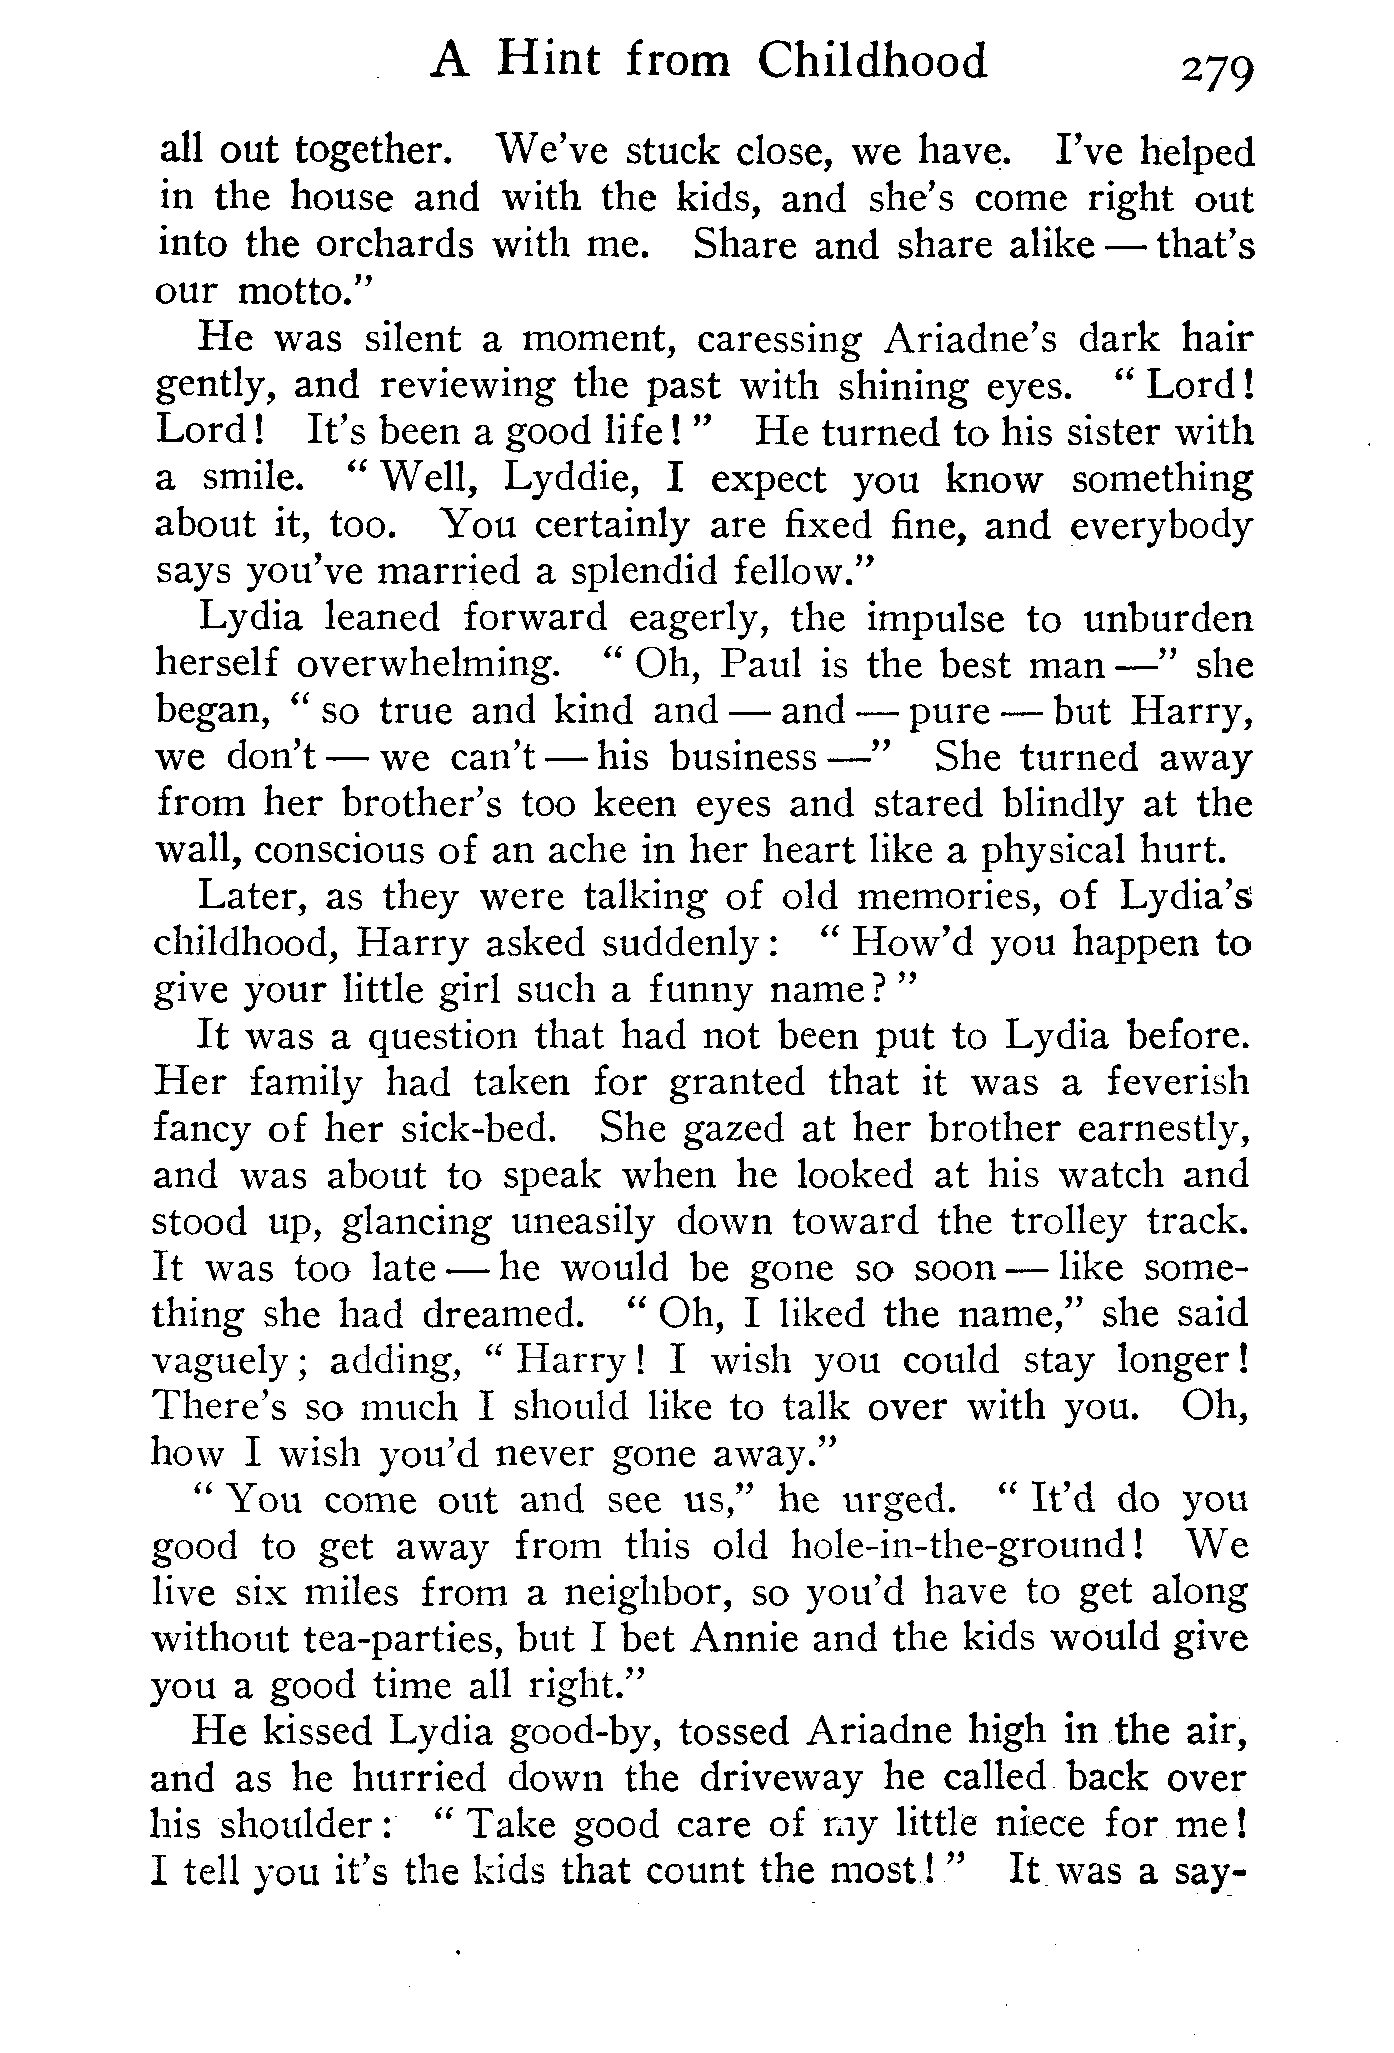 A Hint from Childhood 279
all out together. We've stuck close, we have. I've helped
in the house and with the kids, and she's come right out
into the orchards with me. Share and share alike — that's
our motto."
He was silent a moment, caressing Ariadne's dark hair
gently, and reviewing the past with shining eyes. " Lord!
Lord! It's been a good life! " He turned to his sister with
a smile. " Well, Lyddie, I expect you know something
about it, too. You certainly are fixed fine, and everybody
says you've married a splendid fellow."
Lydia leaned forward eagerly, the impulse to unburden
herself overwhelming. " Oh, Paul is the best man —" she
began, " so true and kind and — and — pure — but Harry,
we don't — we can't — his business —" She turned away
from her brother's too keen eyes and stared blindly at the
wall, conscious of an ache in her heart like a physical hurt.
Later, as they were talking of old memories, of Lydia's
childhood, Harry asked suddenly: " How'd you happen to
give your little girl such a funny name? "
It was a question that had not been put to Lydia before.
Her family had taken for granted that it was a feverish
fancy of her sick-bed. She gazed at her brother earnestly,
and was about to speak when he looked at his watch and
stood up, glancing uneasily down toward the trolley track.
It was too late — he would be gone so soon — like some-
thing she had dreamed. " Oh, I liked the name," she said
vaguely; adding, " Harry! I wish you could stay longer!
There's so much I should like to talk over with you. Oh,
how I wish you'd never gone away."
" You come out and see us," he urged. " It'd do you
good to get away from this old hole-in-the-ground! We
live six miles from a neighbor, so you'd have to get along
without tea-parties, but I bet Annie and the kids would give
you a good time all right."
He kissed Lydia good-by, tossed Ariadne high in the air,
and as he hurried down the driveway he called back over
his shoulder: " Take good care of my little niece for me!
I tell you it's the kids that count the most! " It was a say-